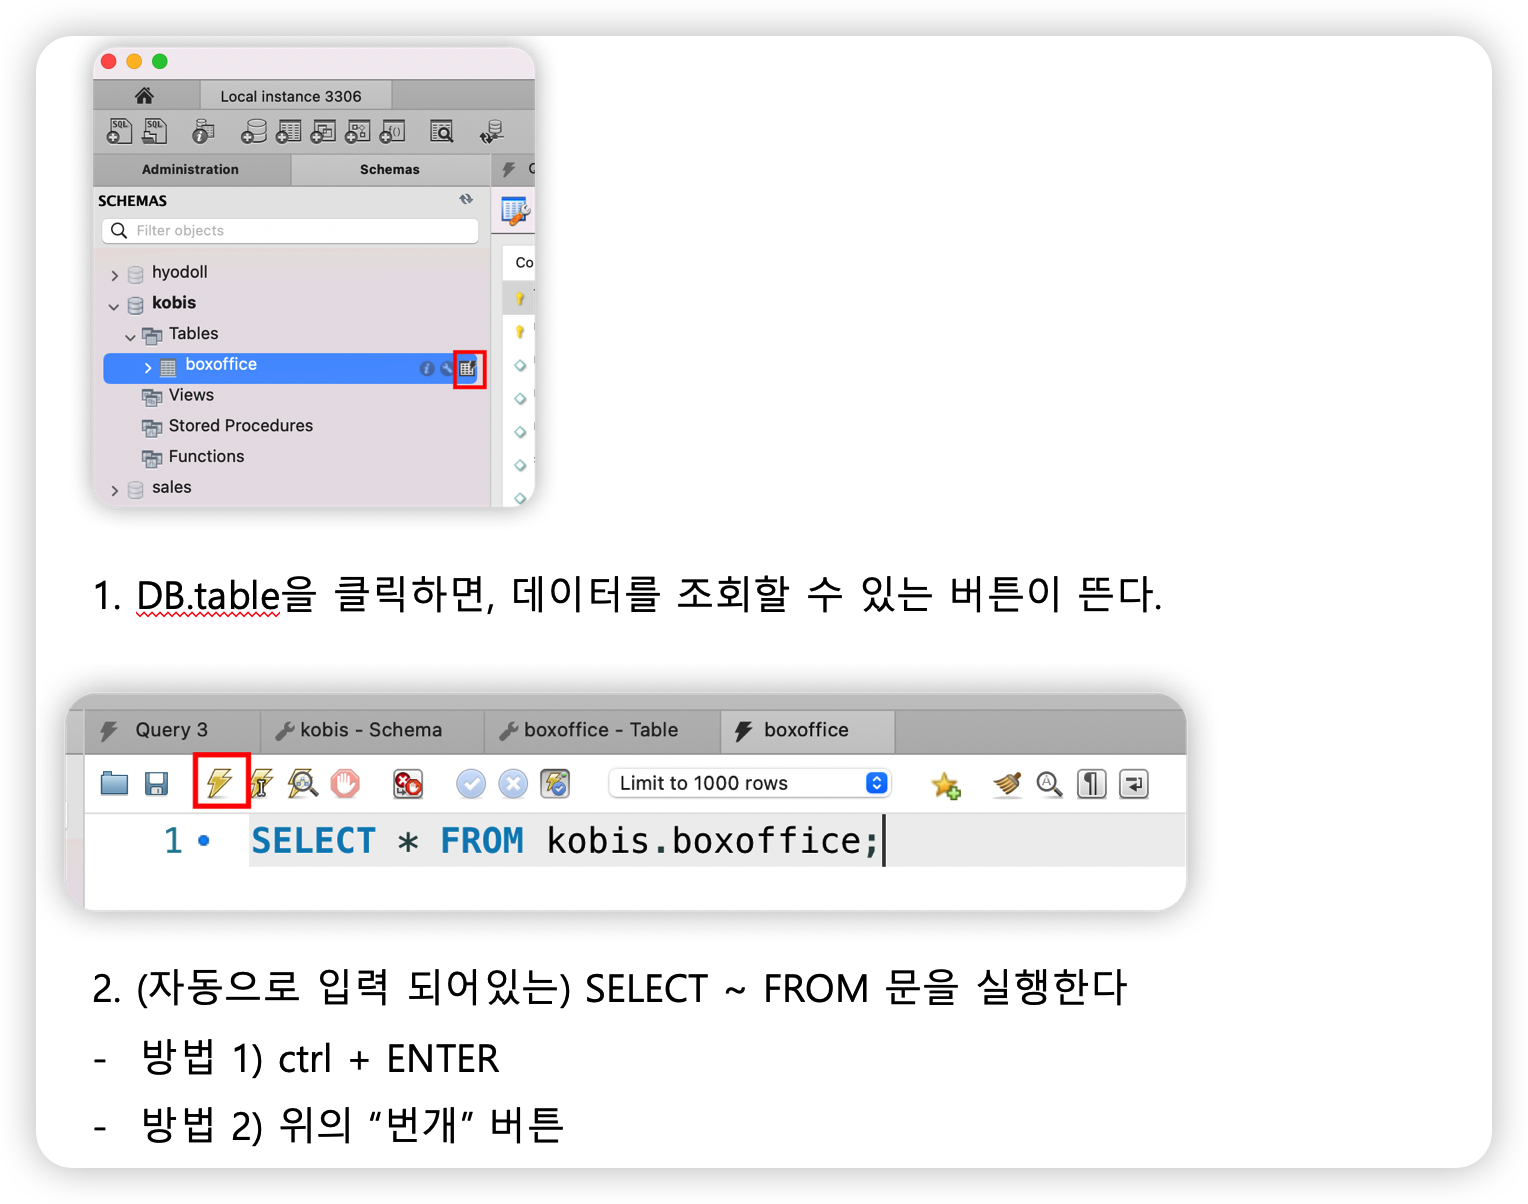 Local instance 3306
Administration
Schemas
SCHEMAS
Filter objects
hyodoll
kobis
Tables
boxoffice
Views
Stored Procedures
Functions
sales
Co
1. DB.table을 클릭하면, 데이터를 조회할 수 있는 버튼이 뜬다.
Query 3
kobis - Schema
boxoffice - Table
boxoffice
Limit to 1000 rows
1 SELECT * FROM kobis.boxoffice;
2. (자동으로 입력 되어있는) SELECT ~ FROM 문을 실행한다
- 방법 1) ctrl + ENTER
- 방법 2) 위의 “번개” 버튼